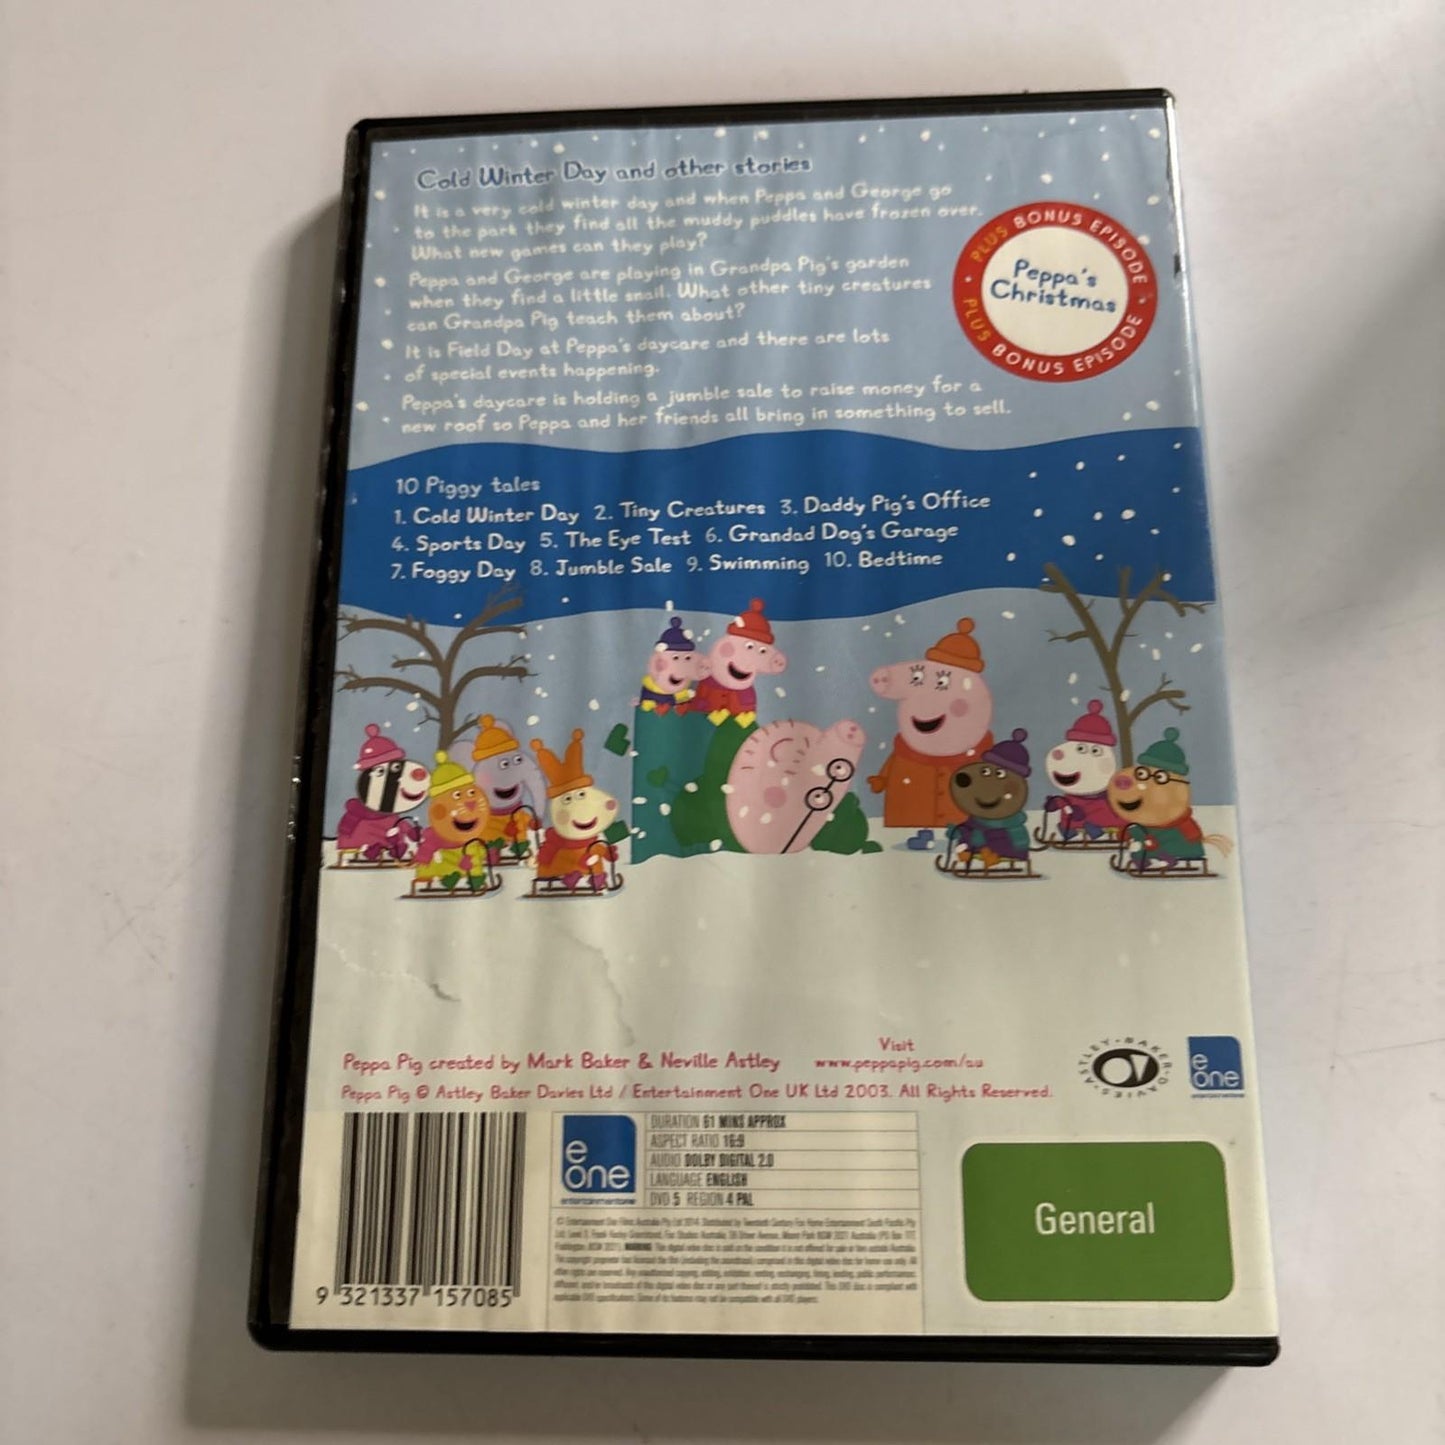 Cold Winter Day and other stories
It is a very cold winter day and when Peppa and George go
to the park they find all the muddy puddles have frozen over.
What new games can they play?
Peppa and George are playing in Grandpa Pig's garden
when they find a little snail. What other tiny creatures
can Grandpa Pig teach them about?
It is Field Day at Peppa's daycare and there are lots
of special events happening.
Peppa's daycare is holding a jumble sale to raise money for a
new roof so Peppa and her friends all bring in something to sell.
PLUS BONUS EPISODE
Peppa's
Christmas
PLUS BONUS EPISODE
10 Piggy tales
1. Cold Winter Day 2. Tiny Creatures 3. Daddy Pig's Office
4. Sports Day 5. The Eye Test 6. Grandad Dog's Garage
7. Foggy Day 8. Jumble Sale 9. Swimming 10. Bedtime
Peppa Pig created by Mark Baker & Neville Astley
Visit
www.peppapig.com/au
Peppa Pig © Astley Baker Davies Ltd / Entertainment One UK Ltd 2003. All Rights Reserved.
ASTLEY • BAKER • DAVIES
e
one
9 321337 157085
e
one
entertainmentone
DURATION 61 MINS APPROX
ASPECT RATIO 16:9
AUDIO DOLBY DIGITAL 2.0
LANGUAGE ENGLISH
DVD 5 REGION 4 PAL
General